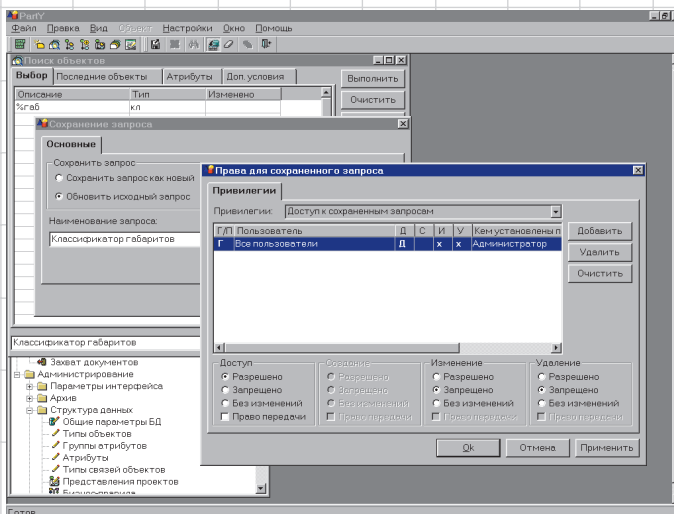 PartY
Файл Правка Вид Объект Настройки Окно Помощь
Поиск объектов
Выбор Последние объекты Атрибуты Доп. условия
Выполнить
Описание Тип Изменено
Очистить
%габ кл
Сохранение запроса
Основные
Сохранить запрос
Сохранить запрос как новый
Обновить исходный запрос
Наименование запроса:
Классификатор габаритов
Права для сохраненного запроса
Привилегии
Привилегии: Доступ к сохраненным запросам
Г/П Пользователь Д С И У Кем установлены п
Г Все пользователи Д х х Администратор
Добавить
Удалить
Очистить
Доступ Создание Изменение Удаление
Разрешено Разрешено Разрешено Разрешено
Запрещено Запрещено Запрещено Запрещено
Без изменений Без изменений Без изменений Без изменений
Право передачи Право передачи Право передачи Право передачи
Ok Отмена Применить
Классификатор габаритов
Захват документов
Администрирование
Параметры интерфейса
Архив
Структура данных
Общие параметры БД
Типы объектов
Группы атрибутов
Атрибуты
Типы связей объектов
Представления проектов
Бизнес-правила
Готов